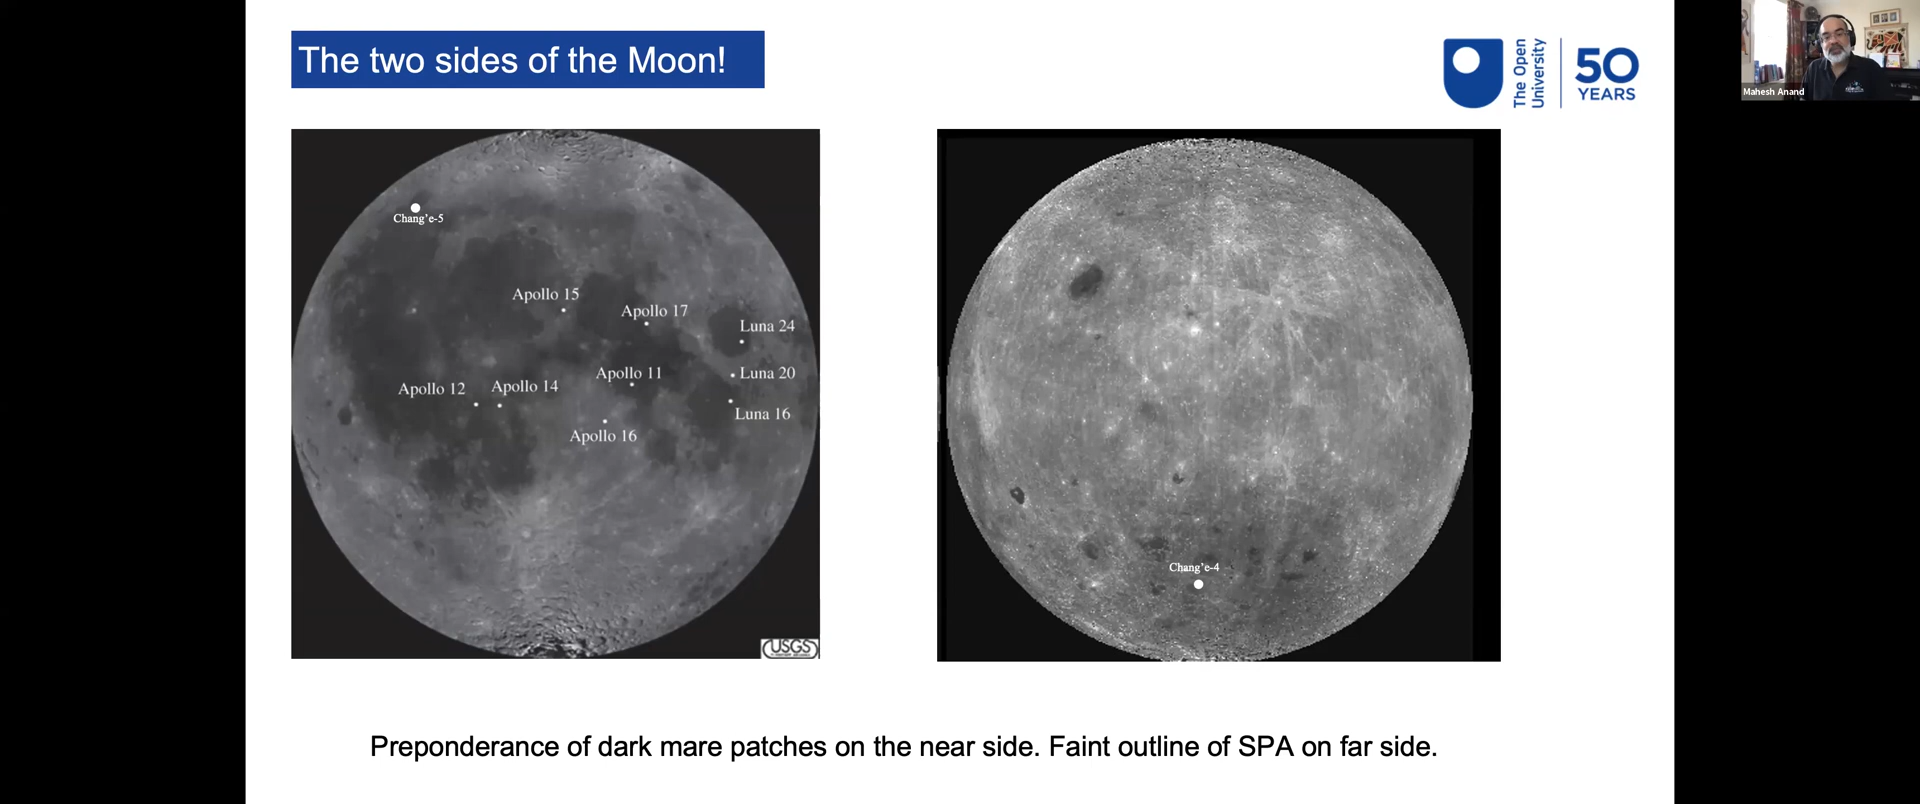 The two sides of the Moon!
The Open
University
50
YEARS
Mahesh Anand
Chang'e-5
Apollo 15
Apollo 17
Luna 24
Apollo 11
Luna 20
Apollo 12
Apollo 14
Luna 16
Apollo 16
USGS
Chang'e-4
Preponderance of dark mare patches on the near side. Faint outline of SPA on far side.